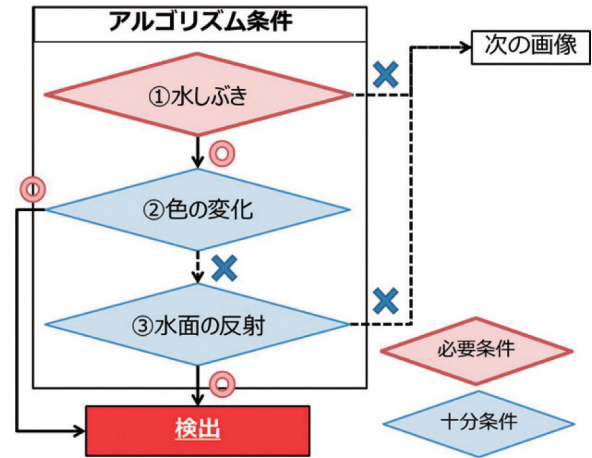 アルゴリズム条件
次の画像
①水しぶき
②色の変化
③水面の反射
必要条件
検出
十分条件